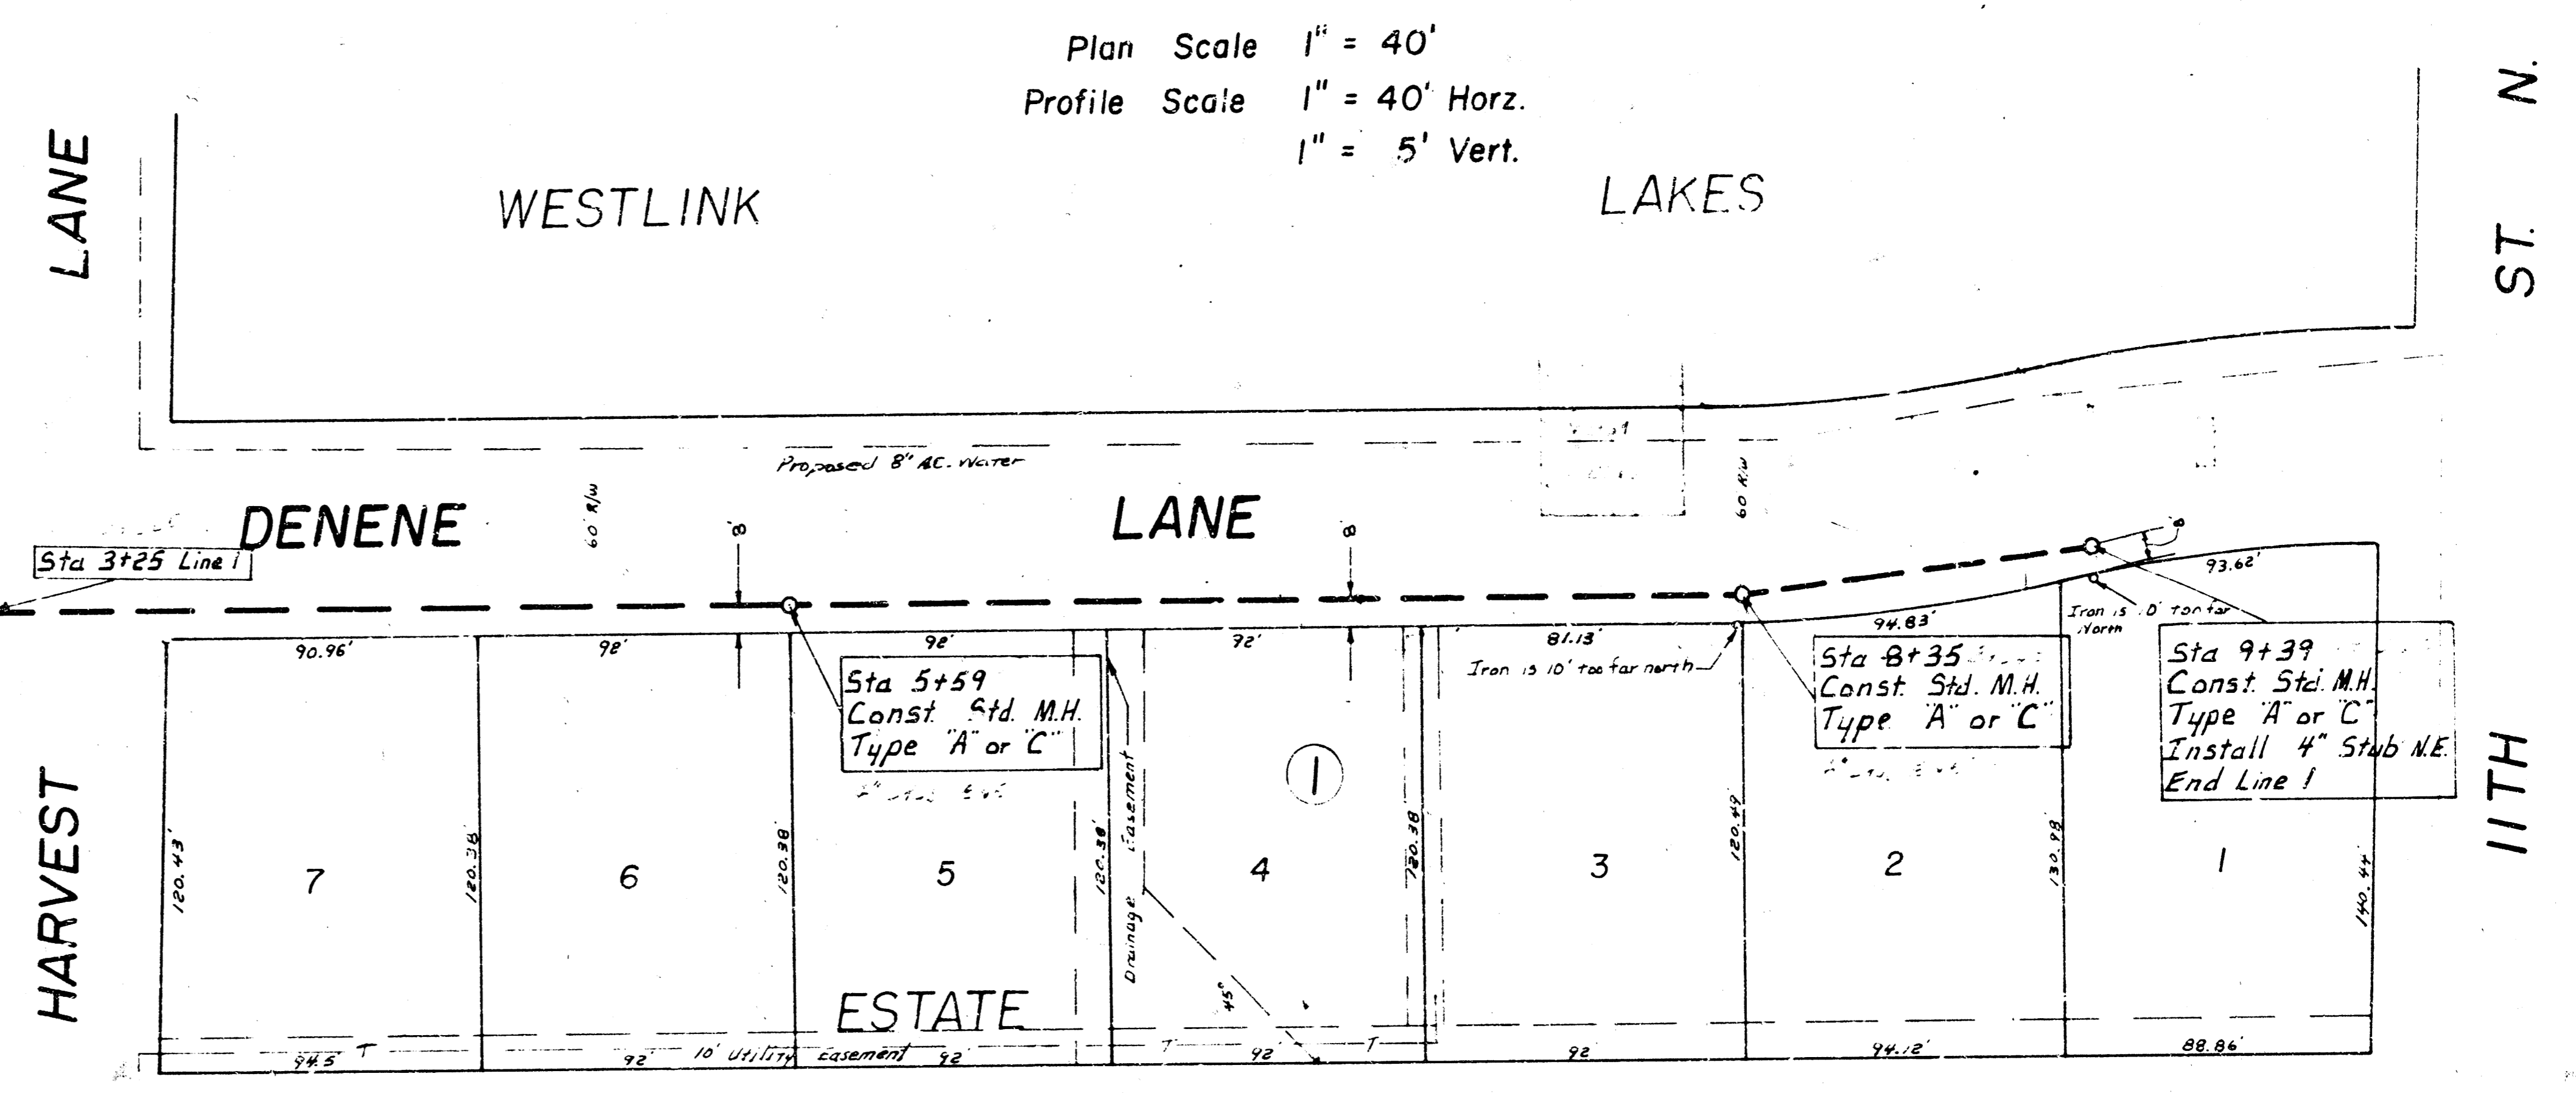 Plan Scale 1" = 40'
Profile Scale 1" = 40' Horz.
1" = 5' Vert.
WESTLINK LAKES
LANE
ST. N.
Proposed 8" A.C. Water
60' R/W
60 R/W
DENENE LANE
8'
8'
8'
Sta 3+25 Line 1
90.96'
92'
92'
92'
81.13'
94.83'
93.62'
Iron is 10' too far north
Iron is 10' too far
North
Sta 5+59
Const. Std. M.H.
Type "A" or "C"
Sta 8+35
Const. Std. M.H.
Type "A" or "C"
Sta 9+39
Const. Std. M.H.
Type "A" or "C"
Install 4" Stub N.E.
End Line 1
HARVEST
11TH
Drainage Easement
1
120.43'
120.38'
120.38'
120.38'
120.38'
120.49'
130.98'
140.44'
7
6
5
4
3
2
1
45°
ESTATE
T
T
T
10' Utility Easement
94.5'
92'
92'
92'
92
94.12'
88.86'